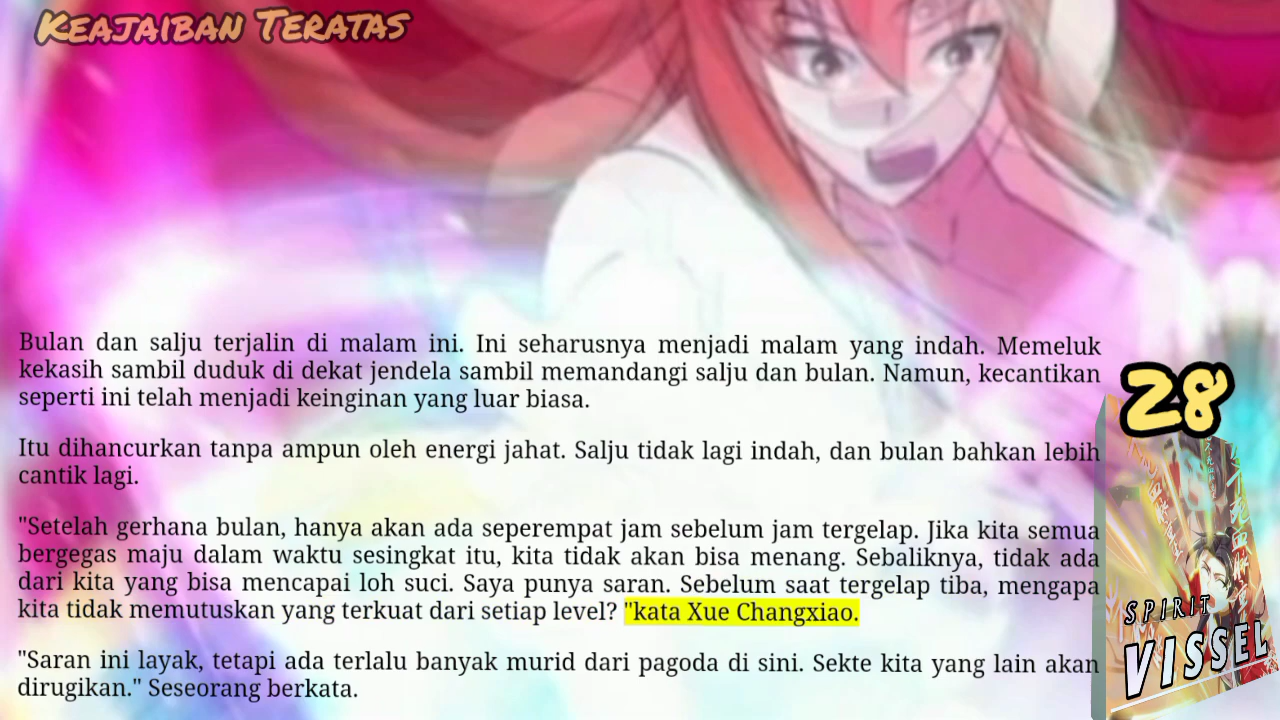 Keajaiban Teratas
Bulan dan salju terjalin di malam ini. Ini seharusnya menjadi malam yang indah. Memeluk
kekasih sambil duduk di dekat jendela sambil memandangi salju dan bulan. Namun, kecantikan
seperti ini telah menjadi keinginan yang luar biasa.
Itu dihancurkan tanpa ampun oleh energi jahat. Salju tidak lagi indah, dan bulan bahkan lebih
cantik lagi.
"Setelah gerhana bulan, hanya akan ada seperempat jam sebelum jam tergelap. Jika kita semua
bergegas maju dalam waktu sesingkat itu, kita tidak akan bisa menang. Sebaliknya, tidak ada
dari kita yang bisa mencapai loh suci. Saya punya saran. Sebelum saat tergelap tiba, mengapa
kita tidak memutuskan yang terkuat dari setiap level? "kata Xue Changxiao.
"Saran ini layak, tetapi ada terlalu banyak murid dari pagoda di sini. Sekte kita yang lain akan
dirugikan." Seseorang berkata.
28
SPIRIT
VISSEL